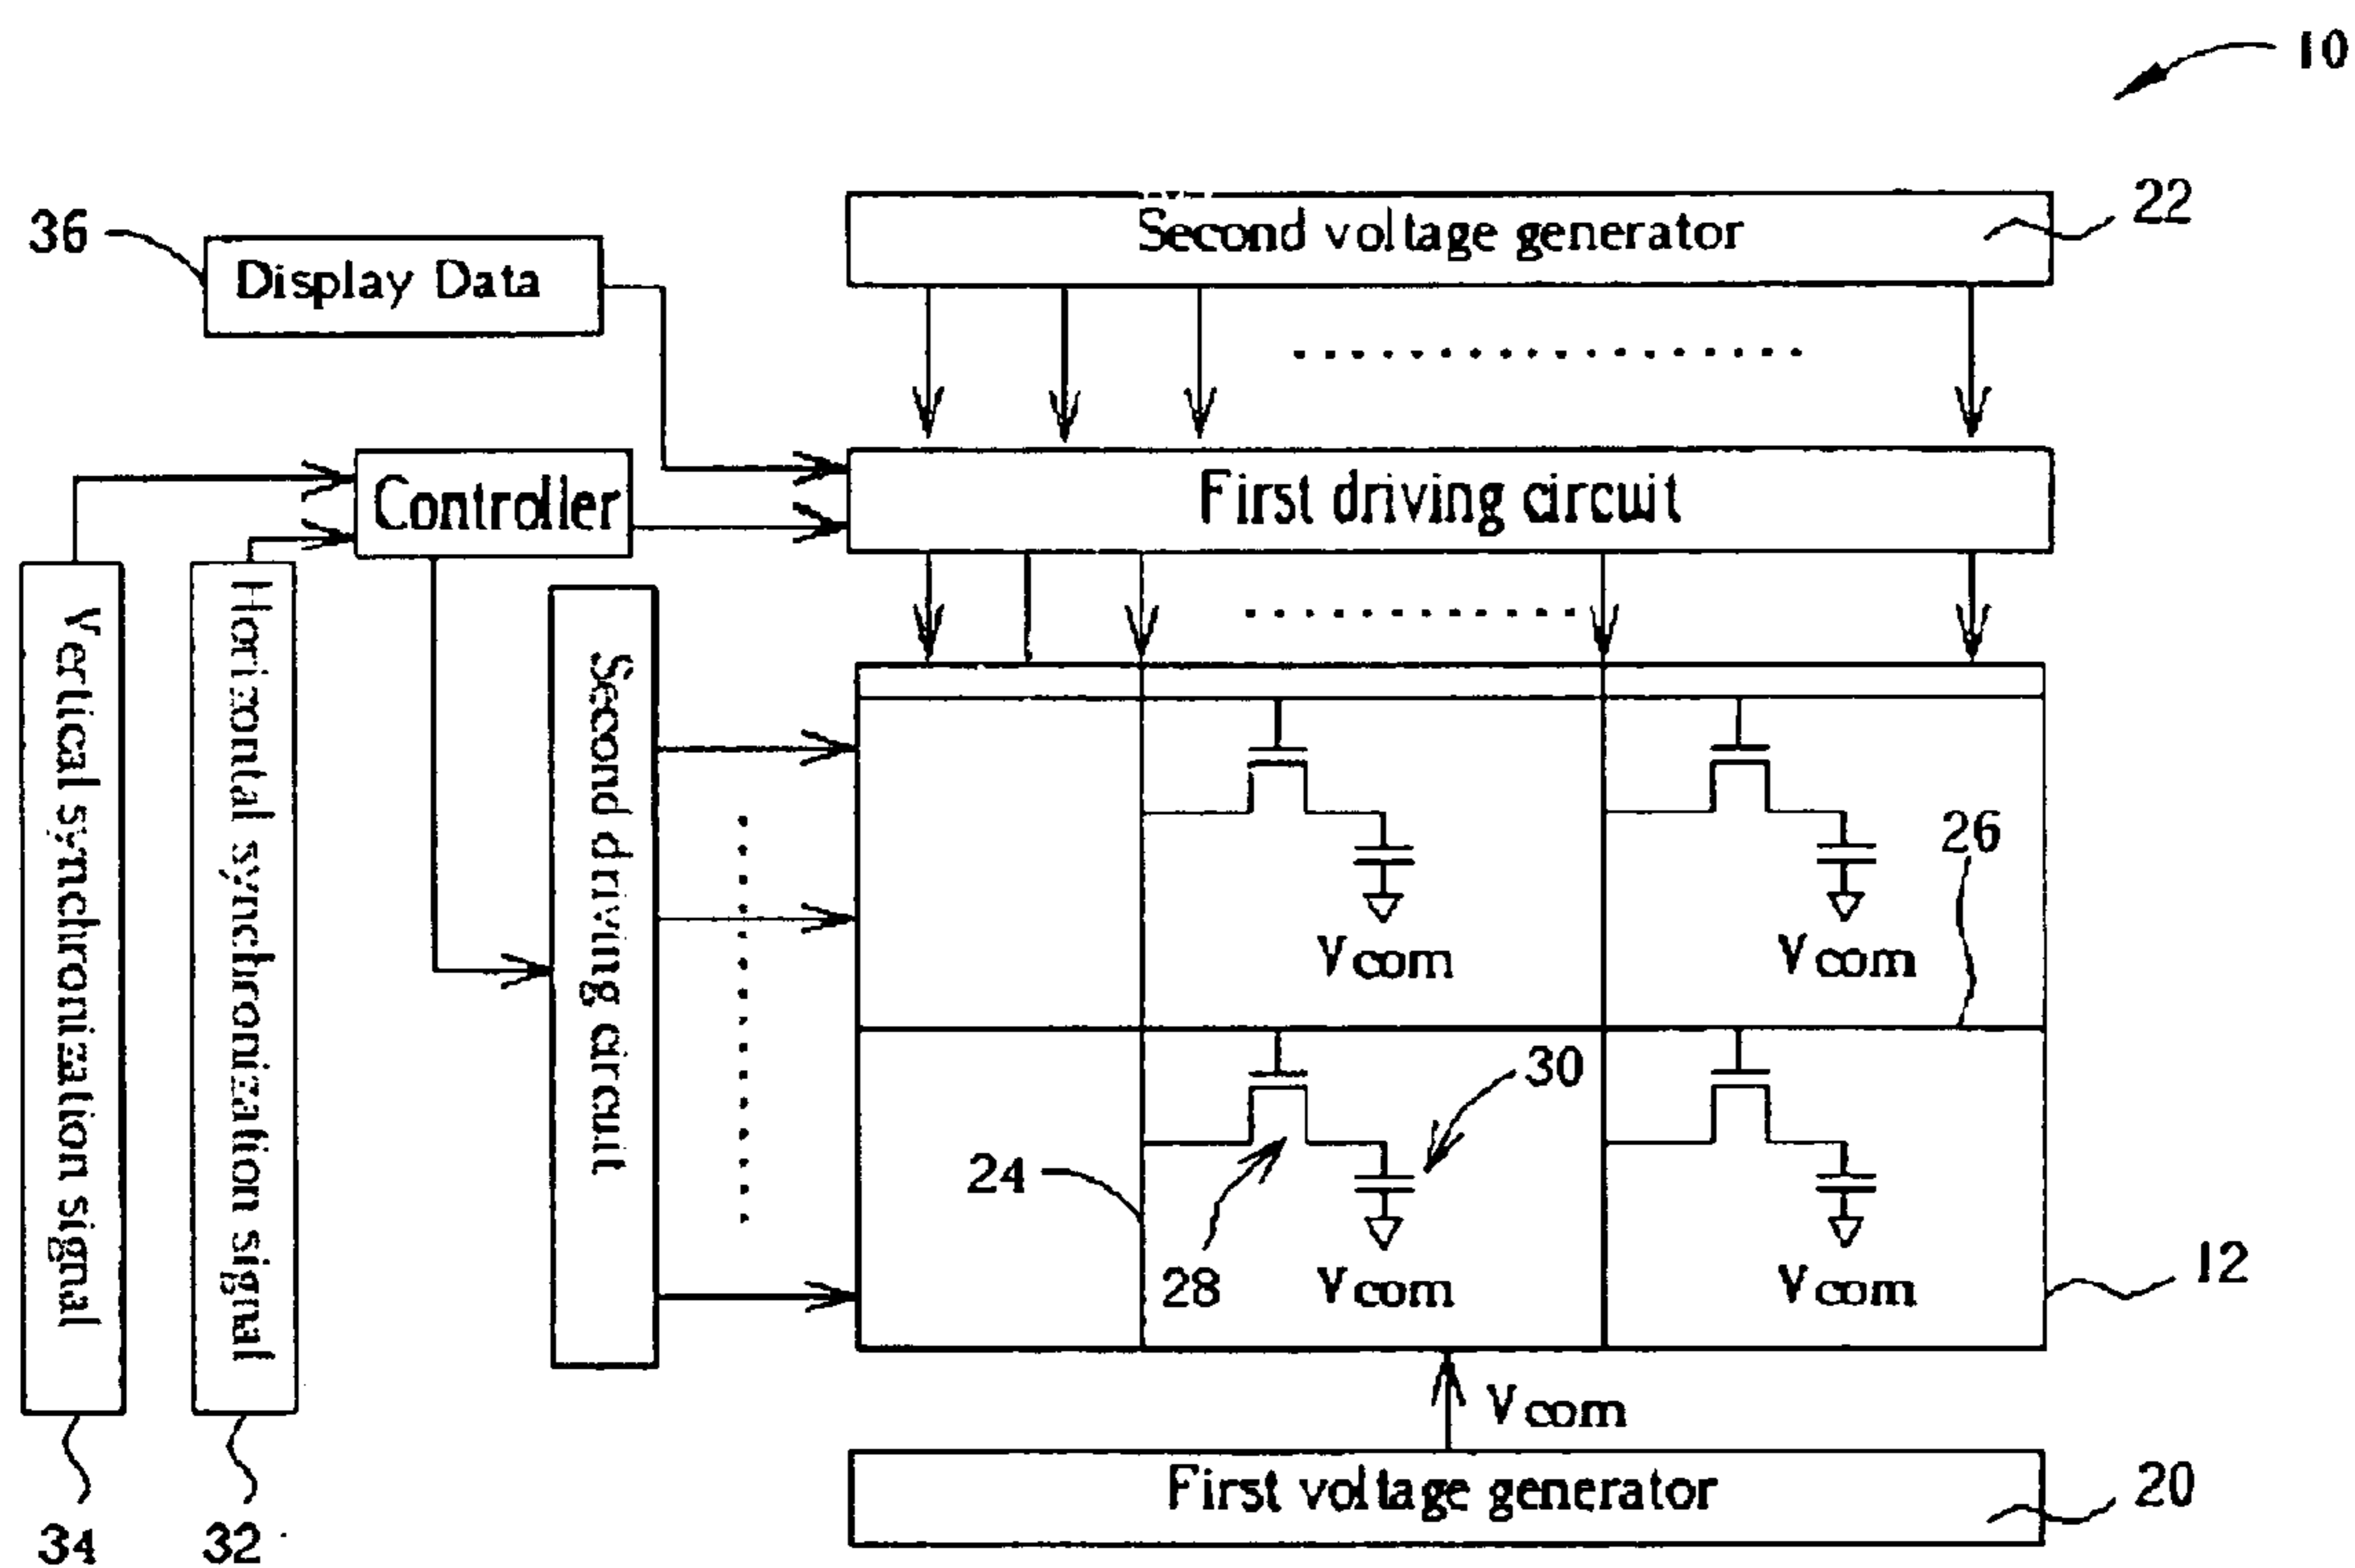 10
Second voltage generator
22
36
Display Data
Controller
First driving circuit
Vertical synchronization signal
Horizontal synchronization signal
Second driving circuit
26
Vcom
Vcom
30
24
28
Vcom
Vcom
12
Vcom
First voltage generator
20
34
32